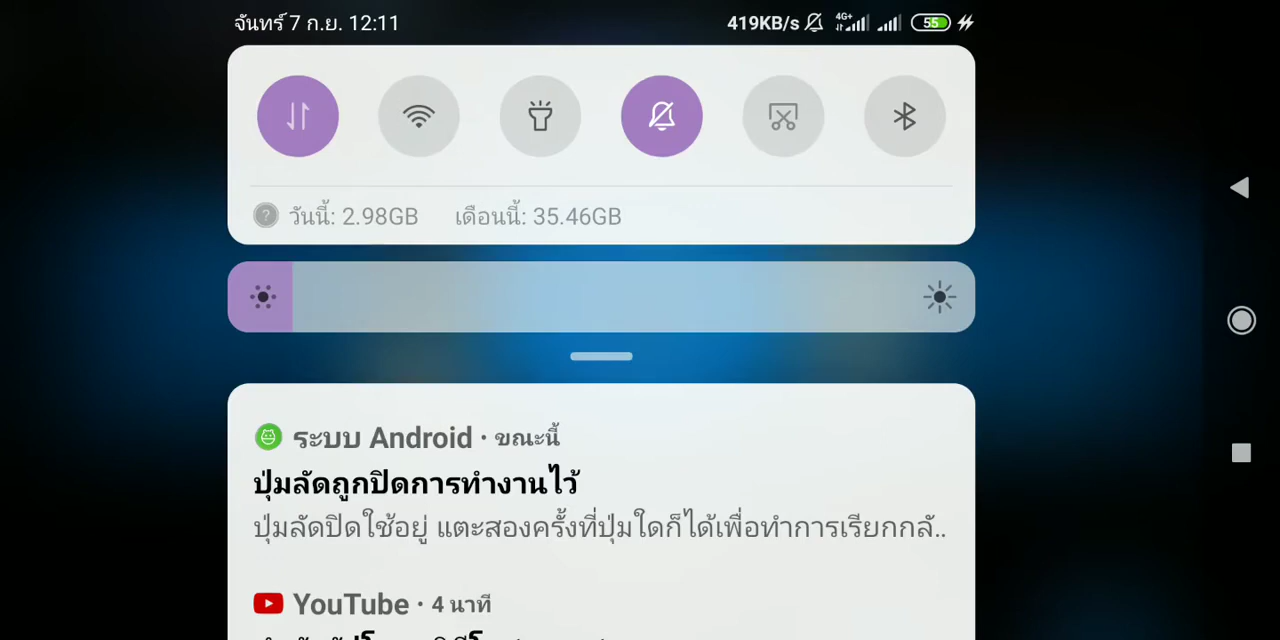 จันทร์ 7 ก.ย. 12:11
419KB/s 4G+ 55
วันนี้: 2.98GB เดือนนี้: 35.46GB
ระบบ Android · ขณะนี้
ปุ่มลัดถูกปิดการทำงานไว้
ปุ่มลัดปิดใช้อยู่ แตะสองครั้งที่ปุ่มใดก็ได้เพื่อทำการเรียกกลั..
YouTube · 4 นาที